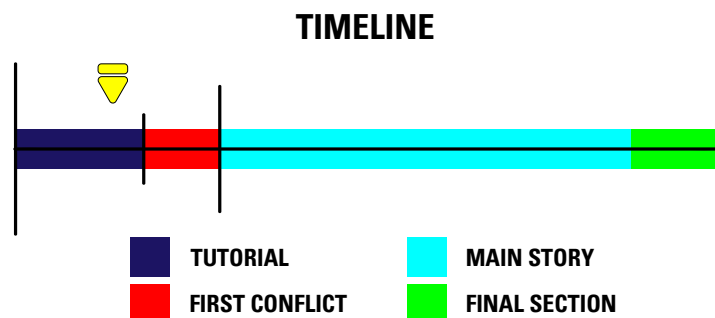 TIMELINE
TUTORIAL
MAIN STORY
FIRST CONFLICT
FINAL SECTION